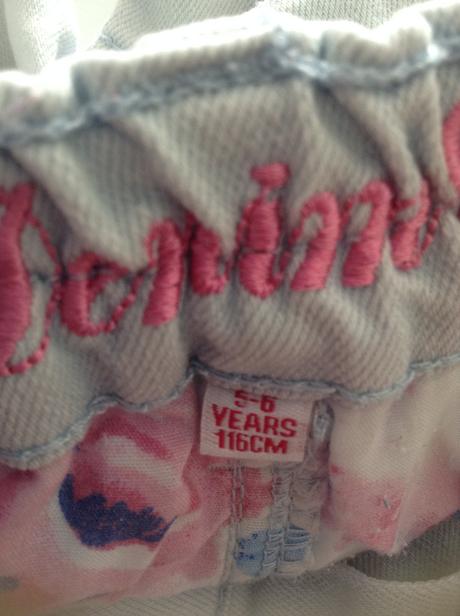 Denim
5-6
YEARS
116CM